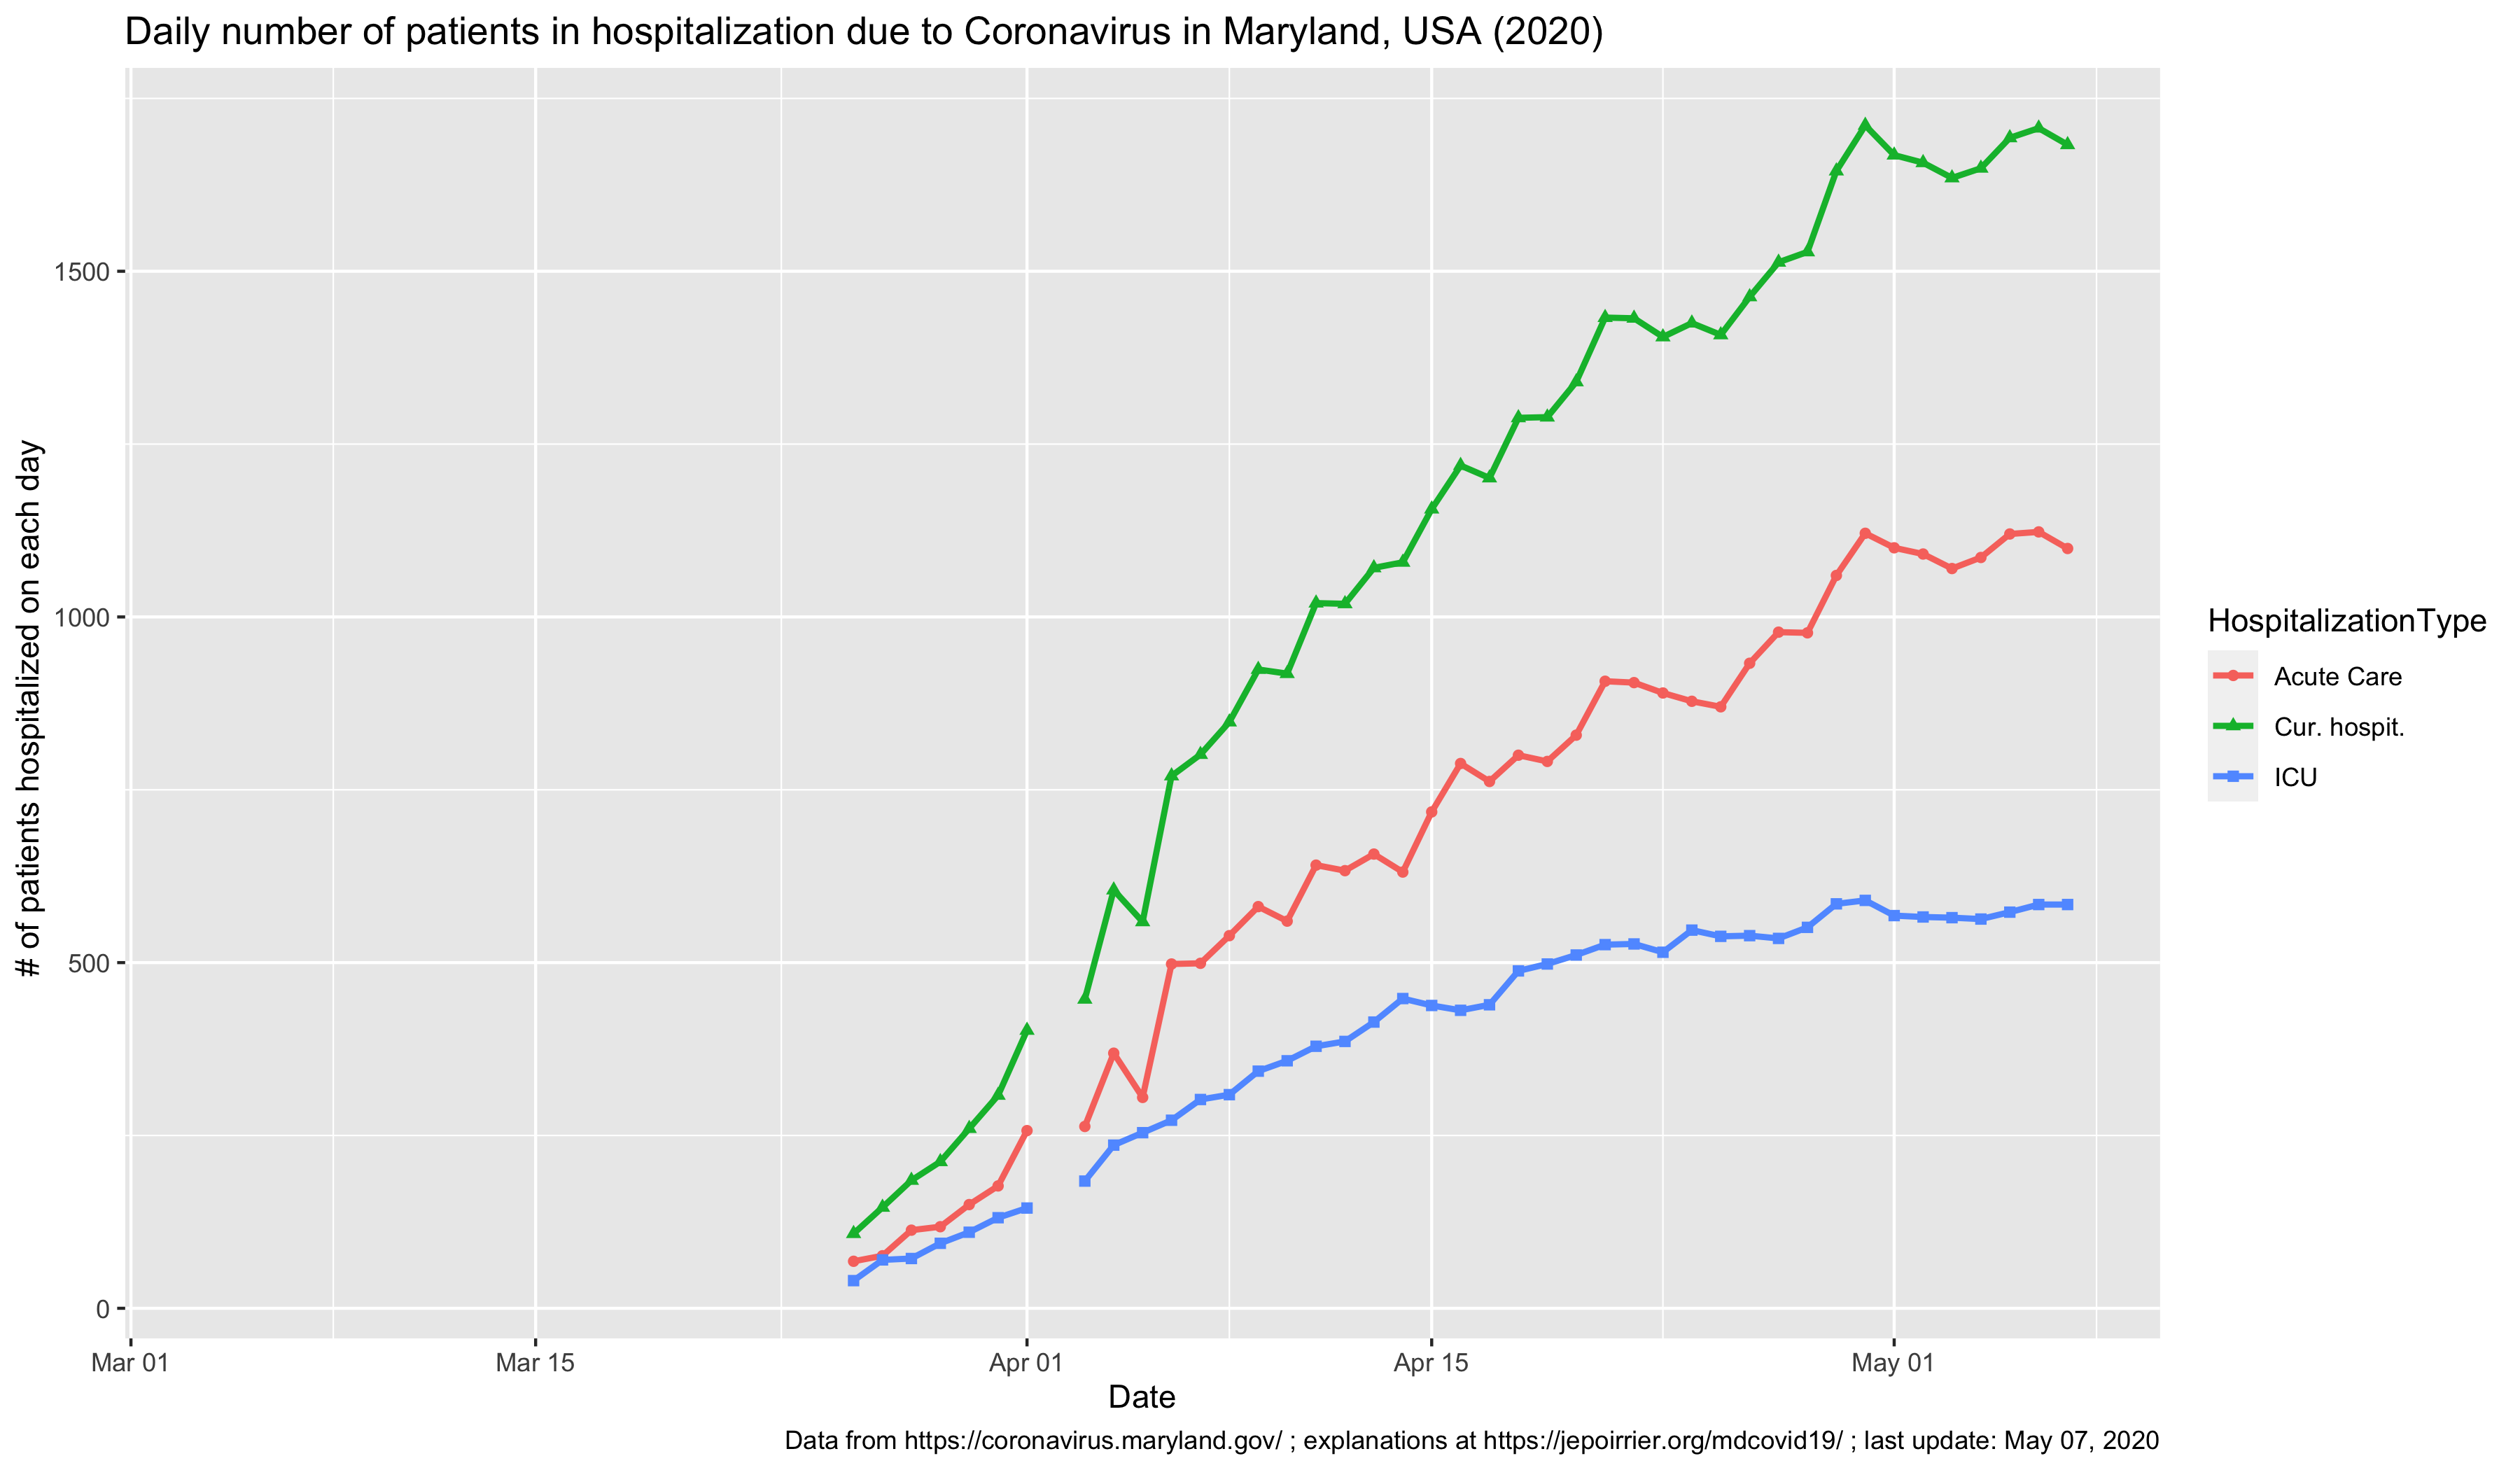 Daily number of patients in hospitalization due to Coronavirus in Maryland, USA (2020)
# of patients hospitalized on each day
1500
1000
500
0
Mar 01
Mar 15
Apr 01
Apr 15
May 01
Date
HospitalizationType
Acute Care
Cur. hospit.
ICU
Data from https://coronavirus.maryland.gov/ ; explanations at https://jepoirrier.org/mdcovid19/ ; last update: May 07, 2020